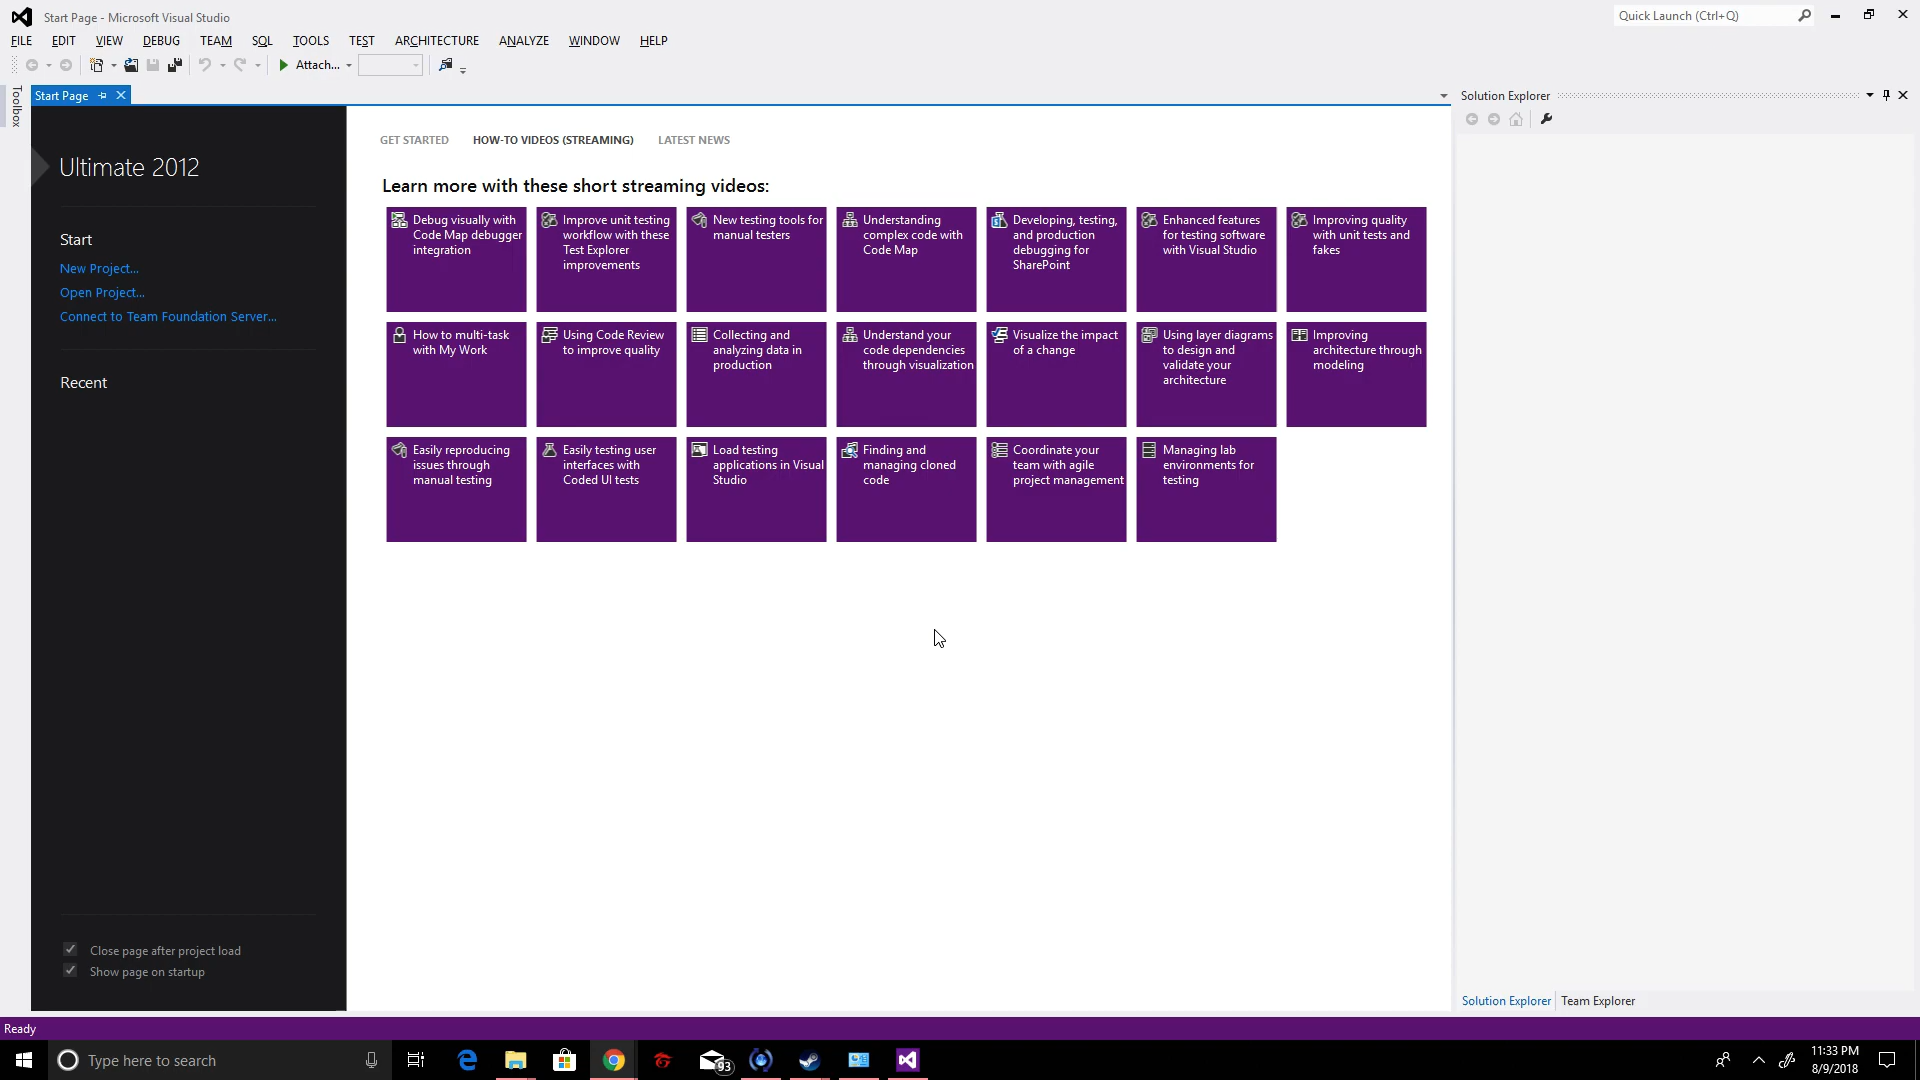 Start Page - Microsoft Visual Studio
Quick Launch (Ctrl+Q)
FILE EDIT VIEW DEBUG TEAM SQL TOOLS TEST ARCHITECTURE ANALYZE WINDOW HELP
Attach...
Toolbox
Start Page
Solution Explorer
Ultimate 2012
Start
New Project...
Open Project...
Connect to Team Foundation Server...
Recent
Close page after project load
Show page on startup
GET STARTED HOW-TO VIDEOS (STREAMING) LATEST NEWS
Learn more with these short streaming videos:
Debug visually with
Code Map debugger
integration
Improve unit testing
workflow with these
Test Explorer
improvements
New testing tools for
manual testers
Understanding
complex code with
Code Map
Developing, testing,
and production
debugging for
SharePoint
Enhanced features
for testing software
with Visual Studio
Improving quality
with unit tests and
fakes
How to multi-task
with My Work
Using Code Review
to improve quality
Collecting and
analyzing data in
production
Understand your
code dependencies
through visualization
Visualize the impact
of a change
Using layer diagrams
to design and
validate your
architecture
Improving
architecture through
modeling
Easily reproducing
issues through
manual testing
Easily testing user
interfaces with
Coded UI tests
Load testing
applications in Visual
Studio
Finding and
managing cloned
code
Coordinate your
team with agile
project management
Managing lab
environments for
testing
Solution Explorer Team Explorer
Ready
Type here to search
93
11:33 PM
8/9/2018